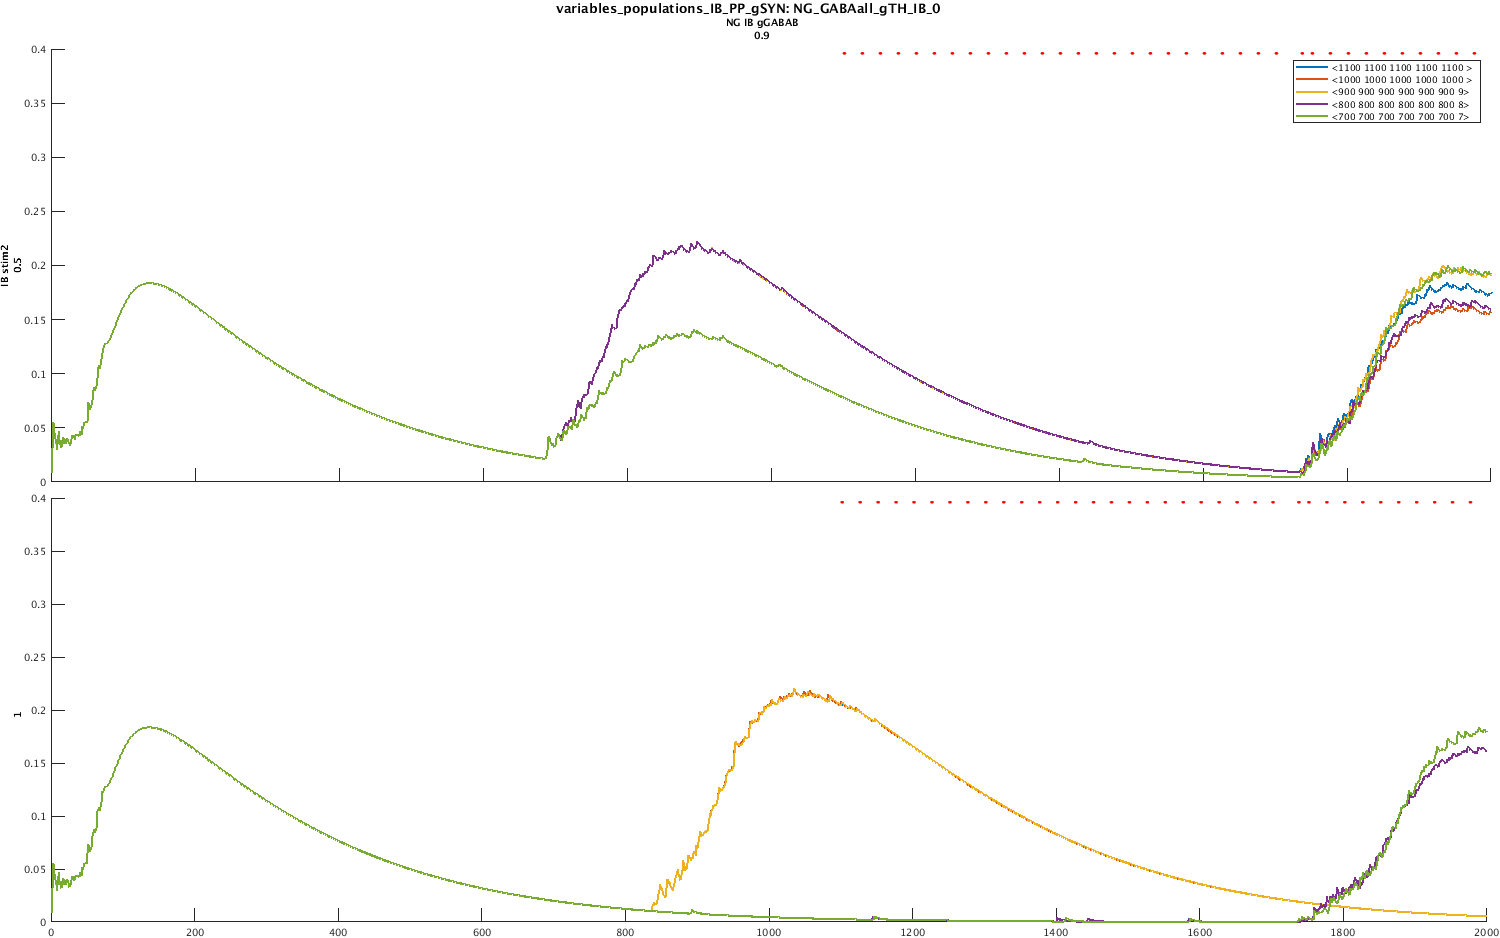 variables_populations_IB_PP_gSYN: NG_GABAall_gTH_IB_0
NG IB gGABAB
0.9
0.4
0.35
0.3
0.25
0.2
0.15
0.1
0.05
0
IB stim2
0.5
<1100 1100 1100 1100 1100 >
<1000 1000 1000 1000 1000 >
<900 900 900 900 900 900 9>
<800 800 800 800 800 800 8>
<700 700 700 700 700 700 7>
0.4
0.35
0.3
0.25
0.2
0.15
0.1
0.05
0
1
0 200 400 600 800 1000 1200 1400 1600 1800 2000